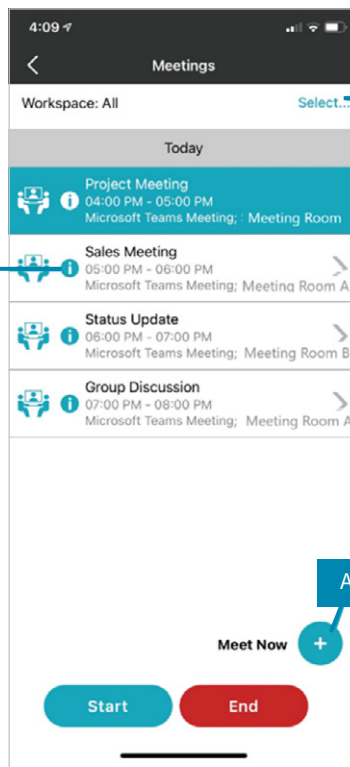 4:09
Meetings
Workspace: All
Select...
Today
Project Meeting
04:00 PM - 05:00 PM
Microsoft Teams Meeting; : Meeting Room
Sales Meeting
05:00 PM - 06:00 PM
Microsoft Teams Meeting; Meeting Room A
Status Update
06:00 PM - 07:00 PM
Microsoft Teams Meeting; Meeting Room B
Group Discussion
07:00 PM - 08:00 PM
Microsoft Teams Meeting; Meeting Room A
A
Meet Now +
Start
End